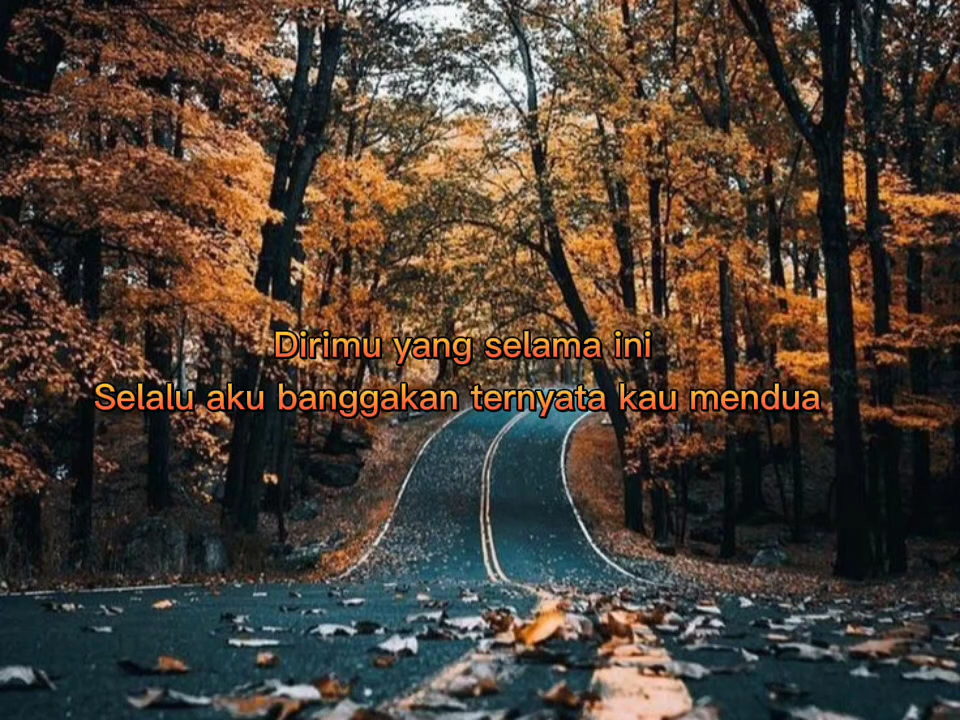 Dirimu yang selama ini
Selalu aku banggakan ternyata kau mendua